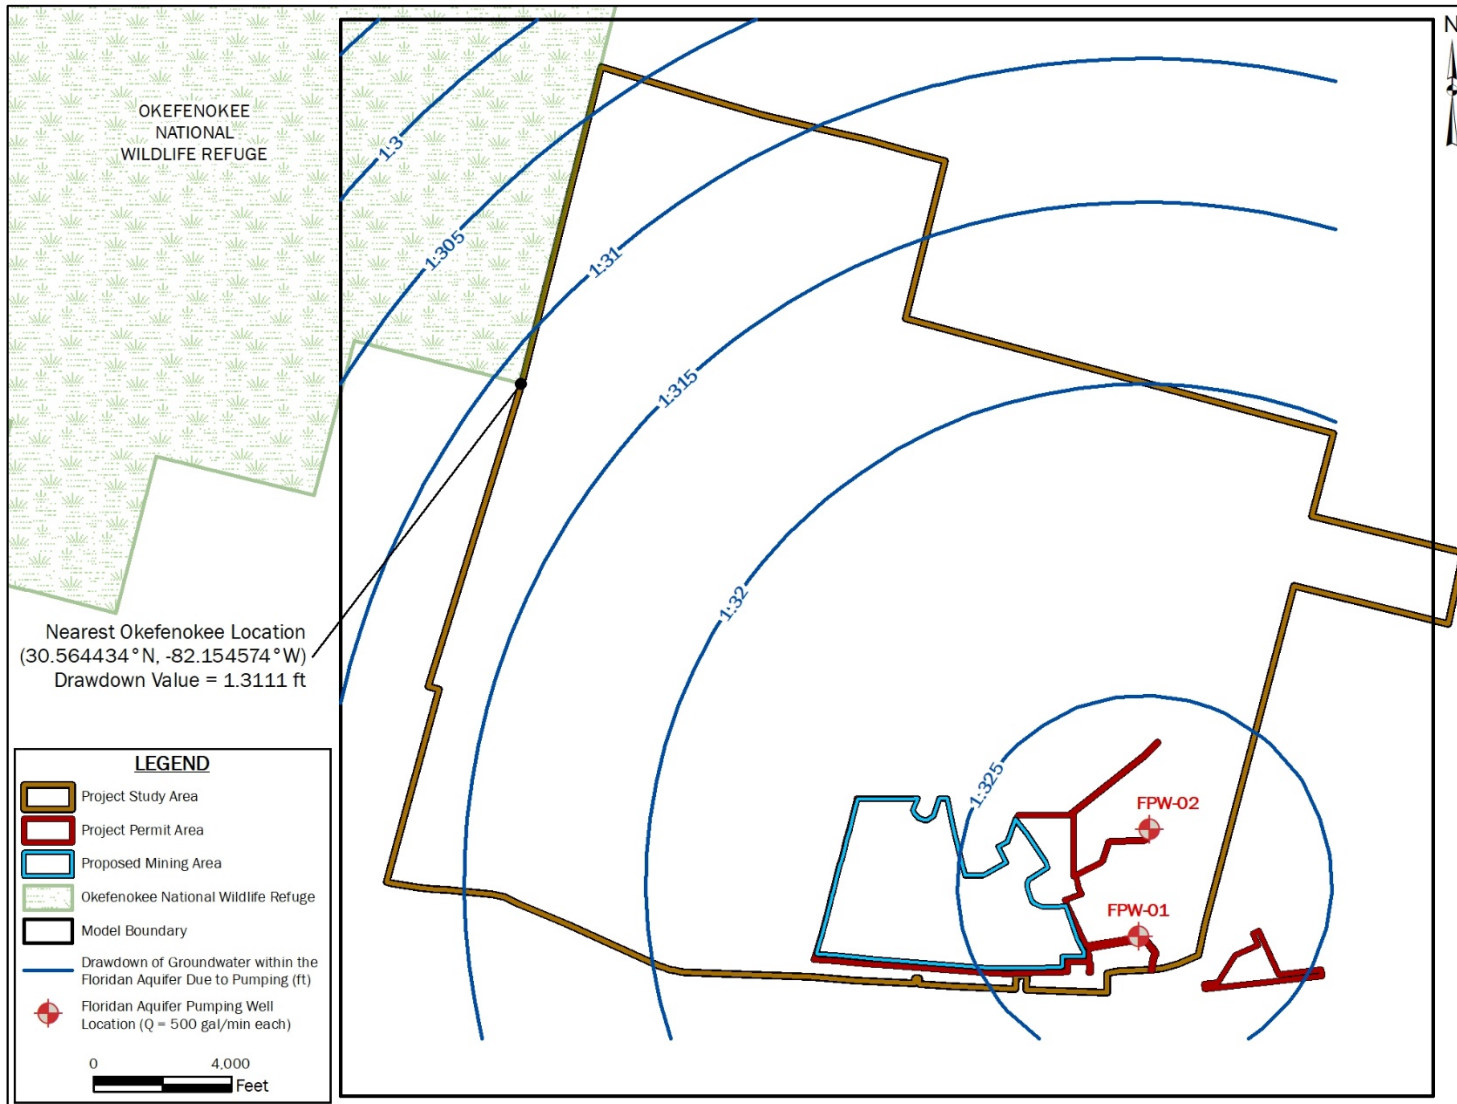 OKEFENOKEE
NATIONAL
WILDLIFE REFUGE
N
1.3
1.305
1.31
1.315
1.32
1.325
Nearest Okefenokee Location
(30.564434°N, -82.154574°W)
Drawdown Value = 1.3111 ft
FPW-02
FPW-01
LEGEND
Project Study Area
Project Permit Area
Proposed Mining Area
Okefenokee National Wildlife Refuge
Model Boundary
Drawdown of Groundwater within the
Floridan Aquifer Due to Pumping (ft)
Floridan Aquifer Pumping Well
Location (Q = 500 gal/min each)
0 4,000
Feet